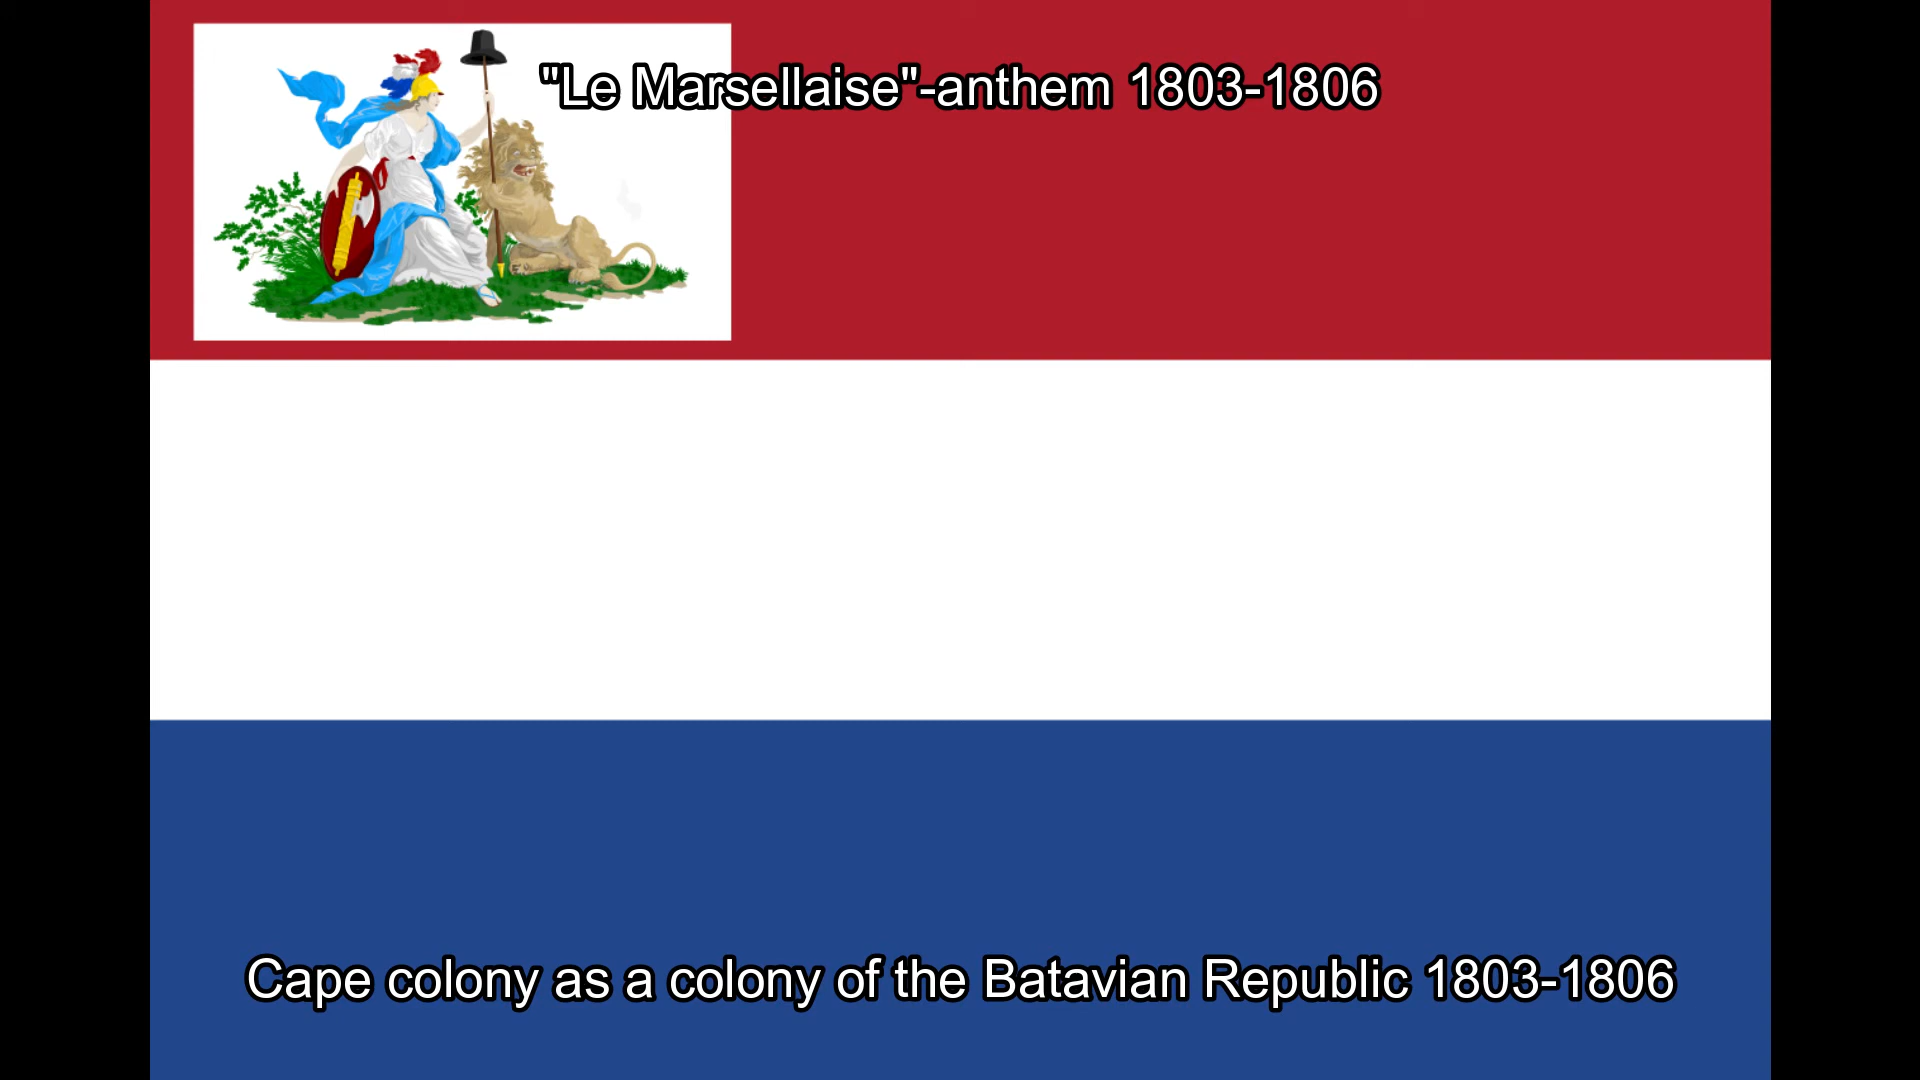 "Le Marsellaise"-anthem 1803-1806
Cape colony as a colony of the Batavian Republic 1803-1806